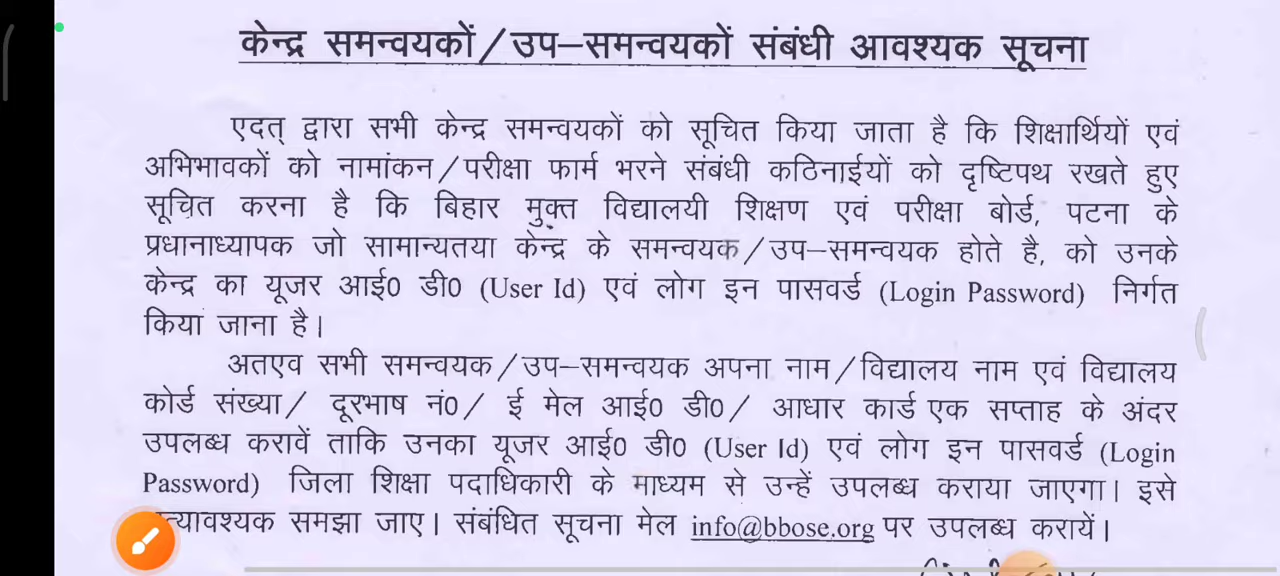 केन्द्र समन्वयकों/उप–समन्वयकों संबंधी आवश्यक सूचना
एदत् द्वारा सभी केन्द्र समन्वयकों को सूचित किया जाता है कि शिक्षार्थियों एवं
अभिभावकों को नामांकन/परीक्षा फार्म भरने संबंधी कठिनाईयों को दृष्टिपथ रखते हुए
सूचित करना है कि बिहार मुक्त विद्यालयी शिक्षण एवं परीक्षा बोर्ड, पटना के
प्रधानाध्यापक जो सामान्यतया केन्द्र के समन्वयक/उप–समन्वयक होते है, को उनके
केन्द्र का यूजर आई0 डी0 (User Id) एवं लोग इन पासवर्ड (Login Password) निर्गत
किया जाना है।
अतएव सभी समन्वयक/उप–समन्वयक अपना नाम/विद्यालय नाम एवं विद्यालय
कोर्ड संख्या/ दूरभाष नं0/ ई मेल आई0 डी0/ आधार कार्ड एक सप्ताह के अंदर
उपलब्ध करावें ताकि उनका यूजर आई0 डी0 (User Id) एवं लोग इन पासवर्ड (Login
Password) जिला शिक्षा पदाधिकारी के माध्यम से उन्हें उपलब्ध कराया जाएगा। इसे
समझा जाए। संबंधित सूचना मेल info@bbose.org पर उपलब्ध करायें।